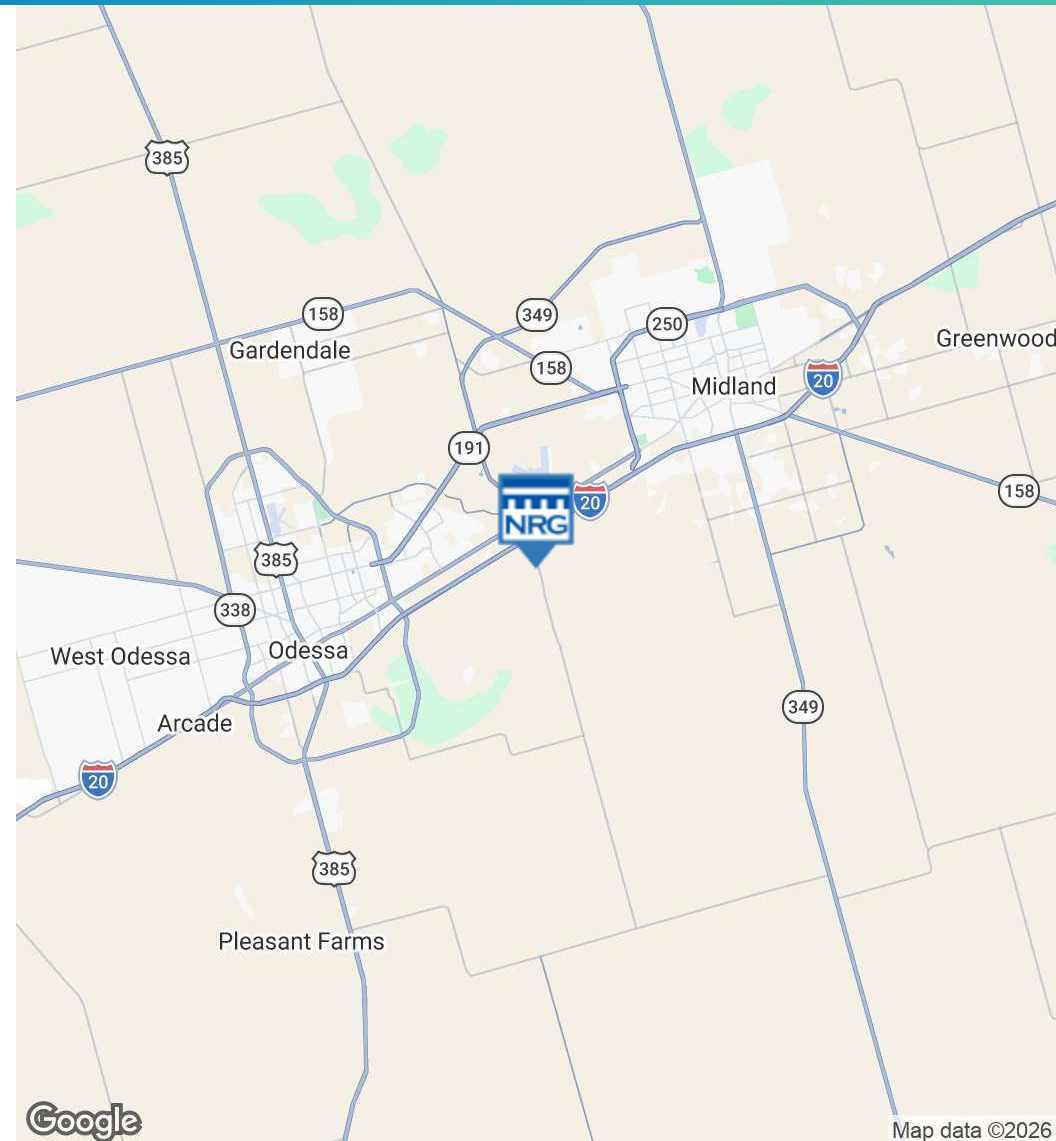 385
158
349
250
Greenwood
Gardendale
158
20
Midland
191
158
20
NRG
385
338
Odessa
West Odessa
349
Arcade
20
385
Pleasant Farms
Google
Map data ©2026